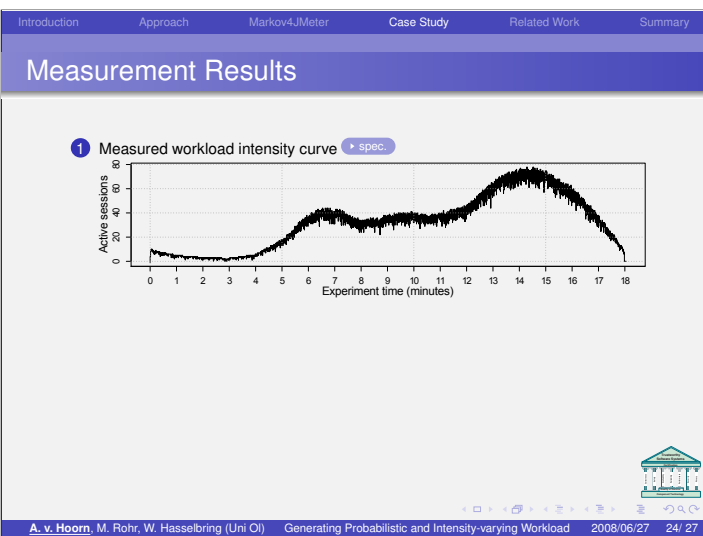 Introduction Approach Markov4JMeter Case Study Related Work Summary
Measurement Results
1 Measured workload intensity curve spec.
Active sessions
80
60
40
20
0
0 1 2 3 4 5 6 7 8 9 10 11 12 13 14 15 16 17 18
Experiment time (minutes)
A. v. Hoorn, M. Rohr, W. Hasselbring (Uni Ol) Generating Probabilistic and Intensity-varying Workload 2008/06/27 24/ 27